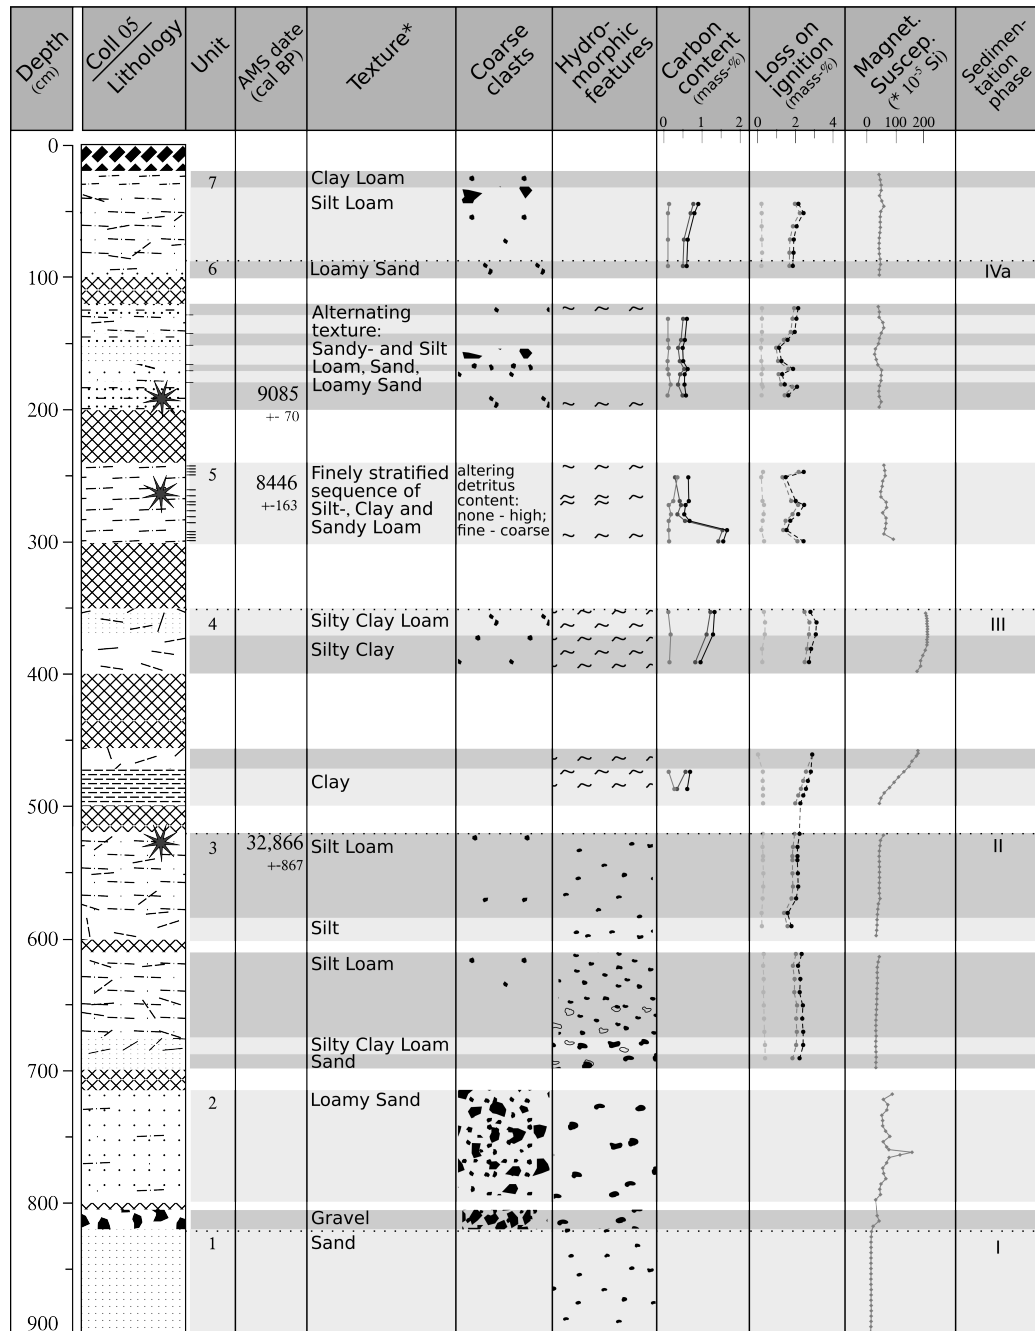 Depth
(cm)
Coll 05
Lithology
Unit
AMS date
(cal BP)
Texture*
Coarse
clasts
Hydro-
morphic
features
Carbon
content
(mass-%)
Loss on
ignition
(mass-%)
Magnet.
Suscep.
(* 10⁻⁵ Si)
Sedimen-
tation
phase
0 1 2
0 2 4
0 100 200
0
7
Clay Loam
Silt Loam
6
Loamy Sand
IVa
100
Alternating
texture:
Sandy- and Silt
Loam, Sand,
Loamy Sand
9085
+- 70
200
5
8446
+-163
Finely stratified
sequence of
Silt-, Clay and
Sandy Loam
altering
detritus
content:
none - high;
fine - coarse
300
4
Silty Clay Loam
III
Silty Clay
400
Clay
500
3
32,866
+-867
Silt Loam
II
Silt
600
Silt Loam
Silty Clay Loam
Sand
700
2
Loamy Sand
800
Gravel
1
Sand
I
900